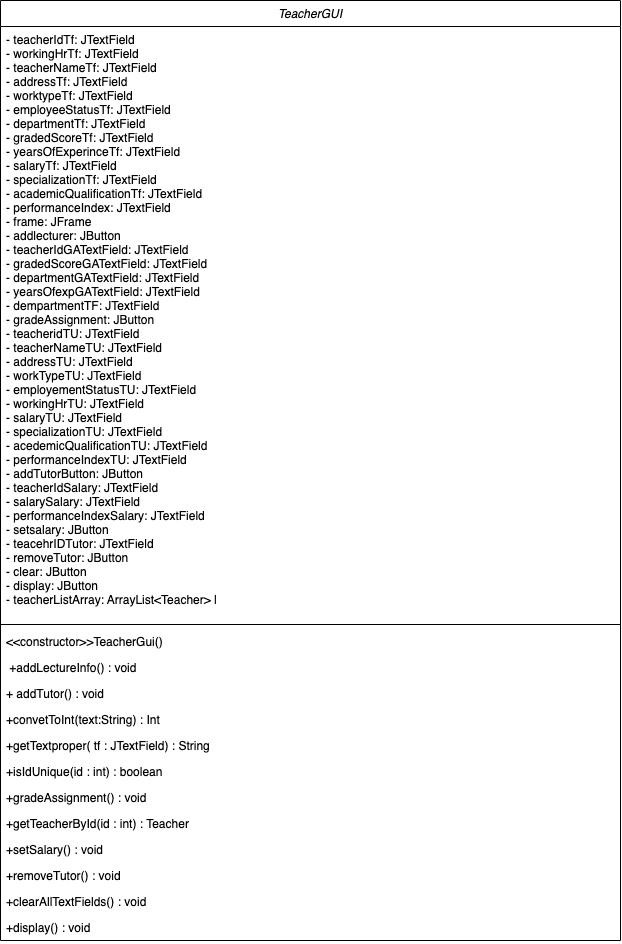 TeacherGUI
- teacherIdTf: JTextField
- workingHrTf: JTextField
- teacherNameTf: JTextField
- addressTf: JTextField
- worktypeTf: JTextField
- employeeStatusTf: JTextField
- departmentTf: JTextField
- gradedScoreTf: JTextField
- yearsOfExperinceTf: JTextField
- salaryTf: JTextField
- specializationTf: JTextField
- academicQualificationTf: JTextField
- performanceIndex: JTextField
- frame: JFrame
- addlecturer: JButton
- teacherIdGATextField: JTextField
- gradedScoreGATextField: JTextField
- departmentGATextField: JTextField
- yearsOfexpGATextField: JTextField
- dempartmentTF: JTextField
- gradeAssignment: JButton
- teacheridTU: JTextField
- teacherNameTU: JTextField
- addressTU: JTextField
- workTypeTU: JTextField
- employementStatusTU: JTextField
- workingHrTU: JTextField
- salaryTU: JTextField
- specializationTU: JTextField
- acedemicQualificationTU: JTextField
- performanceIndexTU: JTextField
- addTutorButton: JButton
- teacherIdSalary: JTextField
- salarySalary: JTextField
- performanceIndexSalary: JTextField
- setsalary: JButton
- teacehrIDTutor: JTextField
- removeTutor: JButton
- clear: JButton
- display: JButton
- teacherListArray: ArrayList<Teacher> l
<<constructor>>TeacherGui()
+addLectureInfo() : void
+ addTutor() : void
+convetToInt(text:String) : Int
+getTextproper( tf : JTextField) : String
+isIdUnique(id : int) : boolean
+gradeAssignment() : void
+getTeacherById(id : int) : Teacher
+setSalary() : void
+removeTutor() : void
+clearAllTextFields() : void
+display() : void